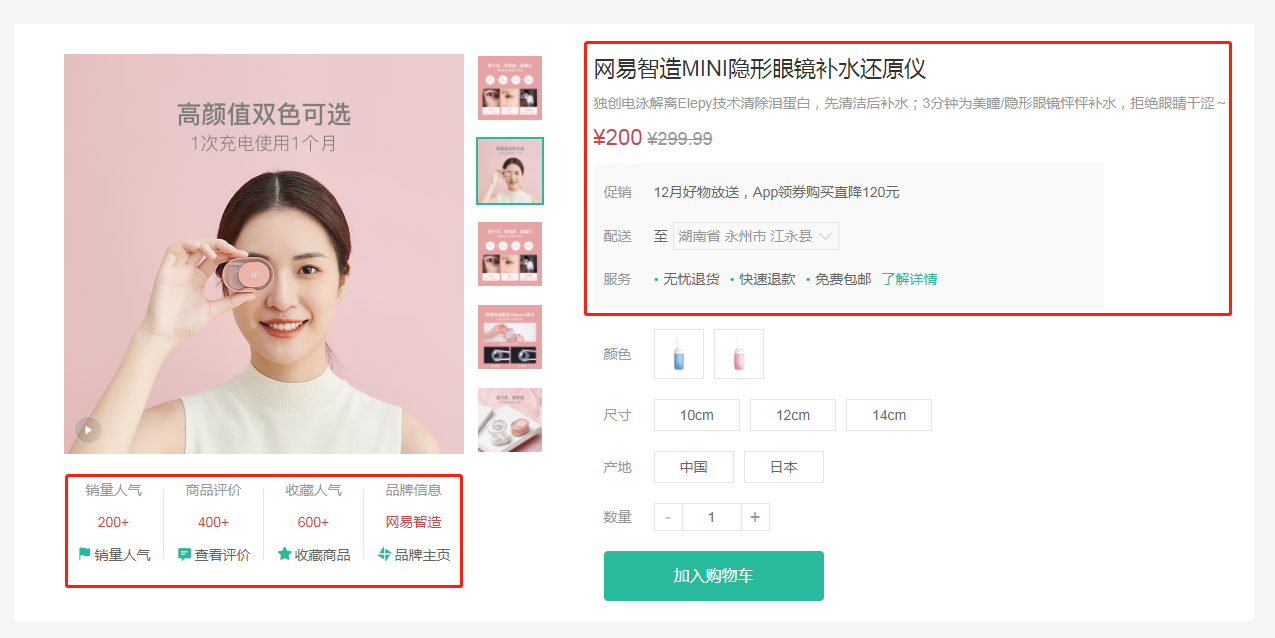 高颜值双色可选
1次充电使用1个月
销量人气
200+
销量人气
商品评价
400+
查看评价
收藏人气
600+
收藏商品
品牌信息
网易智造
品牌主页
网易智造MINI隐形眼镜补水还原仪
独创电泳解离Elepy技术清除泪蛋白，先清洁后补水；3分钟为美瞳/隐形眼镜怦怦补水，拒绝眼睛干涩～
¥200 ¥299.99
促销 12月好物放送，App领券购买直降120元
配送 至 湖南省 永州市 江永县
服务 • 无忧退货 • 快速退款 • 免费包邮 了解详情
颜色
尺寸 10cm 12cm 14cm
产地 中国 日本
数量 - 1 +
加入购物车